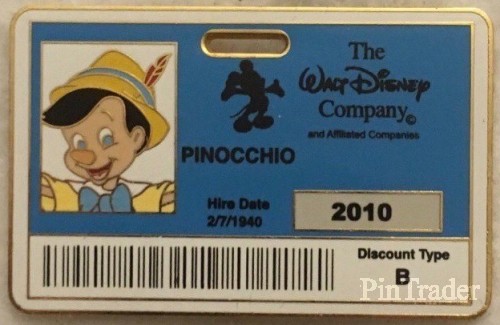 The
WALT DISNEY
Company©
and Affiliated Companies
PINOCCHIO
Hire Date
2/7/1940
2010
Discount Type
B
PinTrader